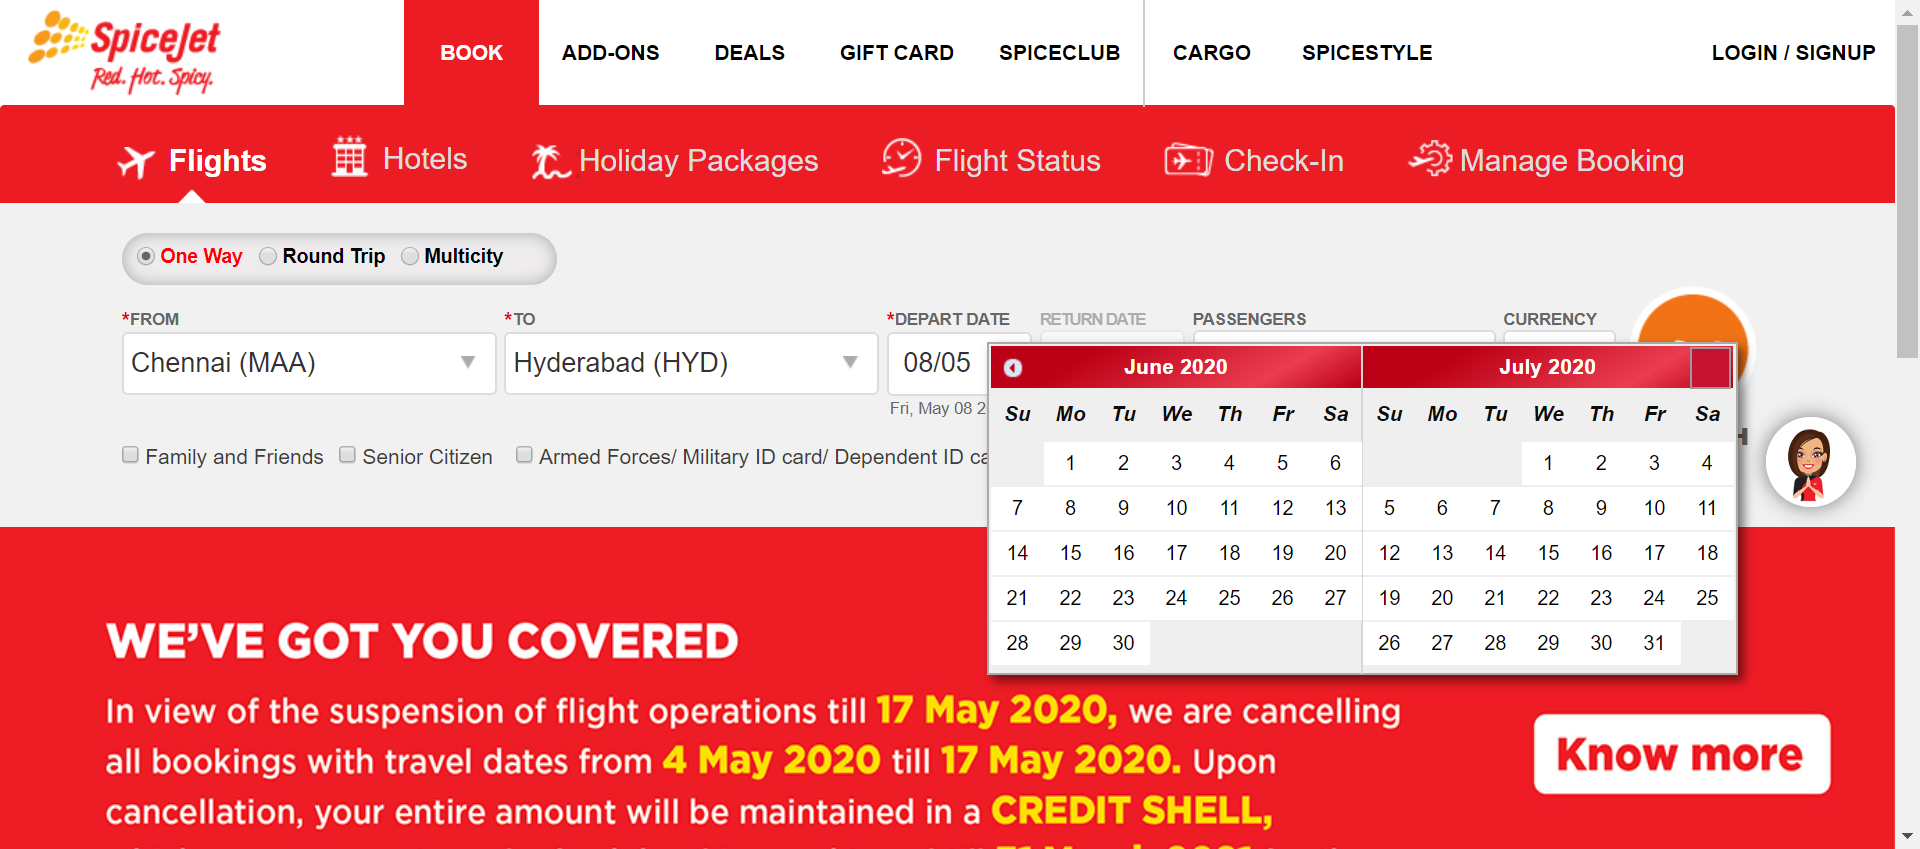 SpiceJet
Red. Hot. Spicy.
BOOK ADD-ONS DEALS GIFT CARD SPICECLUB CARGO SPICESTYLE LOGIN / SIGNUP
Flights Hotels Holiday Packages Flight Status Check-In Manage Booking
One Way Round Trip Multicity
*FROM *TO *DEPART DATE RETURN DATE PASSENGERS CURRENCY
Chennai (MAA) Hyderabad (HYD) 08/05
Fri, May 08 2
Family and Friends Senior Citizen Armed Forces/ Military ID card/ Dependent ID ca
June 2020 July 2020
Su Mo Tu We Th Fr Sa Su Mo Tu We Th Fr Sa
1 2 3 4 5 6 1 2 3 4
7 8 9 10 11 12 13 5 6 7 8 9 10 11
14 15 16 17 18 19 20 12 13 14 15 16 17 18
21 22 23 24 25 26 27 19 20 21 22 23 24 25
28 29 30 26 27 28 29 30 31
H
WE'VE GOT YOU COVERED
In view of the suspension of flight operations till 17 May 2020, we are cancelling
all bookings with travel dates from 4 May 2020 till 17 May 2020. Upon
cancellation, your entire amount will be maintained in a CREDIT SHELL,
Know more